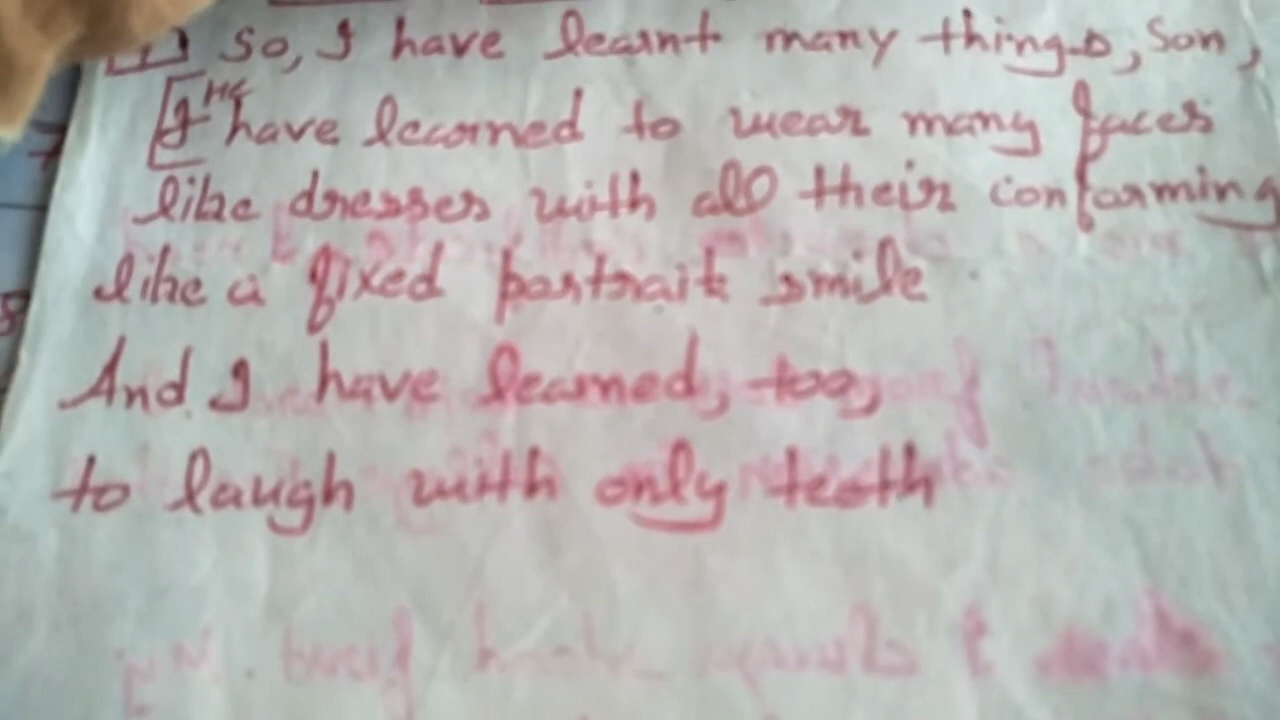 so, I have learnt many things, son,
I have learned to wear many faces
like dresses with all their conforming
like a fixed portrait smile
And I have learned, too,
to laugh with only teeth